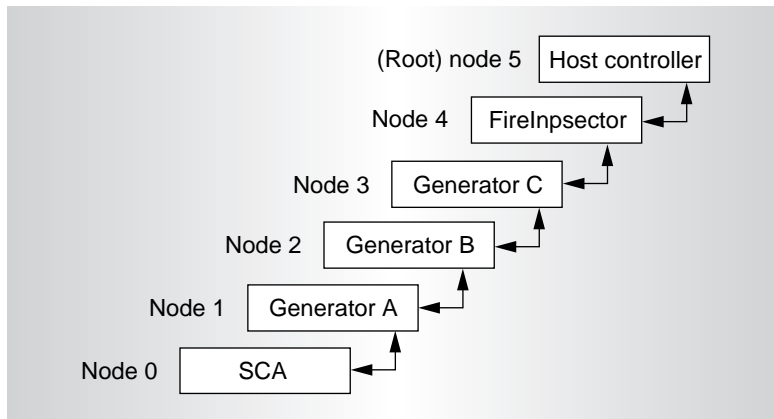 (Root) node 5 Host controller
Node 4 FireInpsector
Node 3 Generator C
Node 2 Generator B
Node 1 Generator A
Node 0 SCA